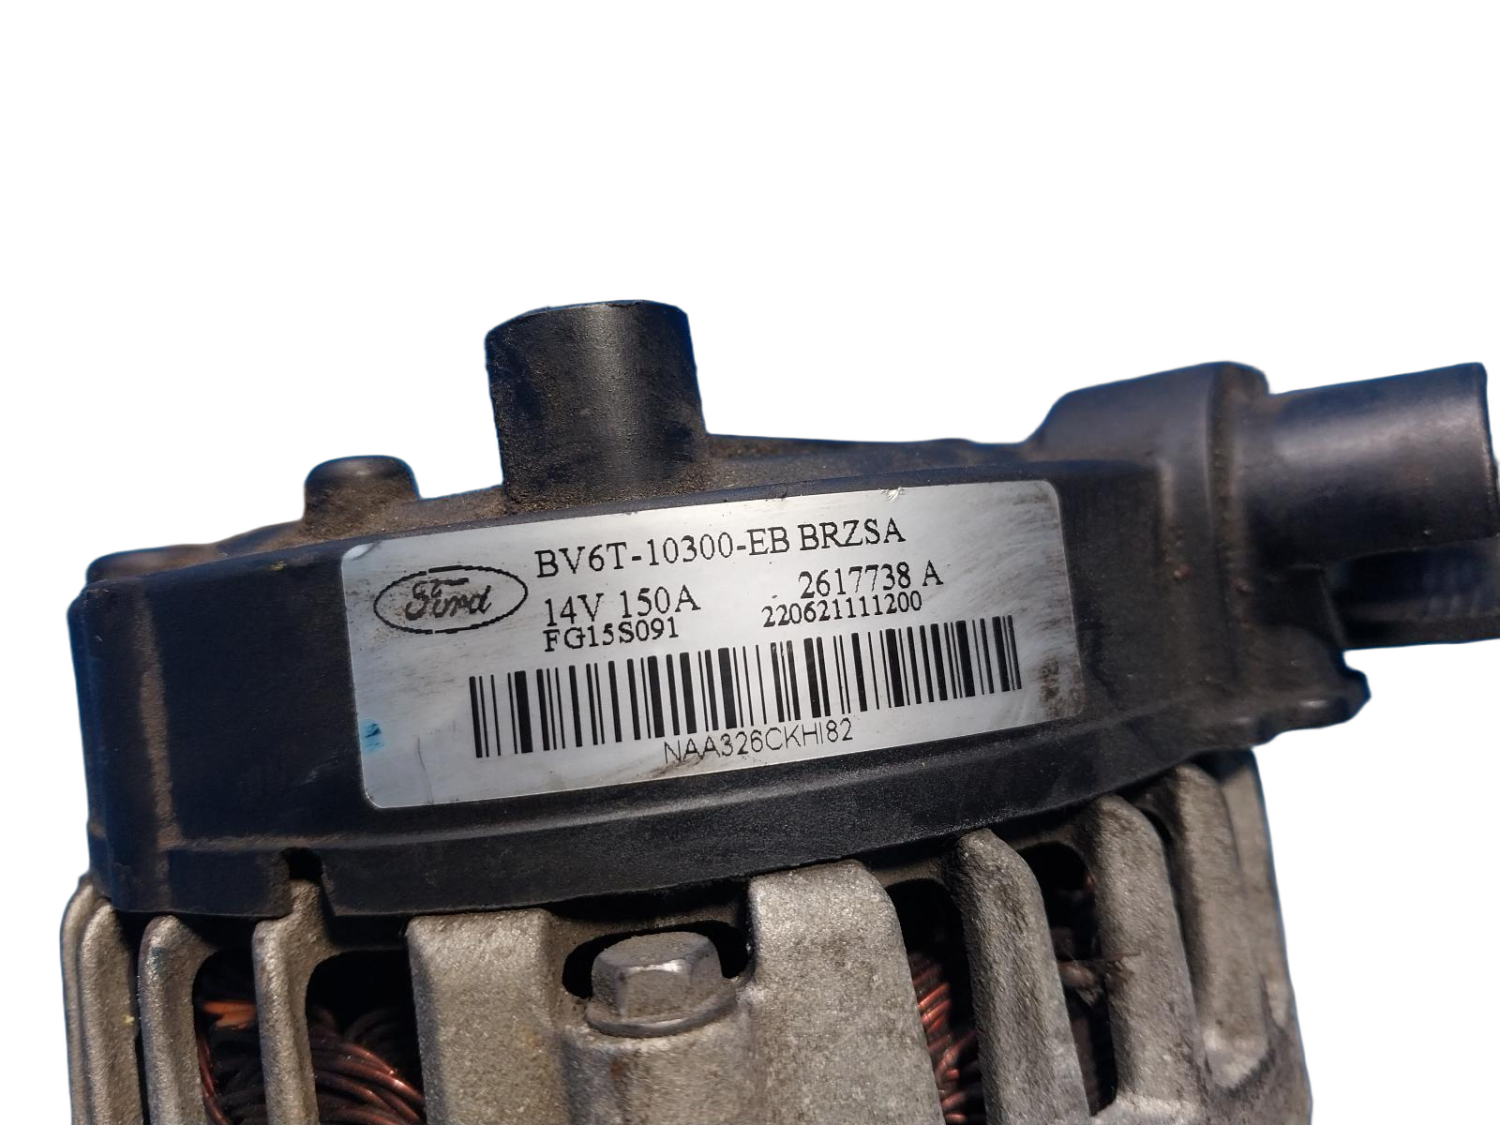 Ford
BV6T-10300-EB BRZSA
14V 150A 2617738 A
FG15S091 220621111200
NAA326CKHI82